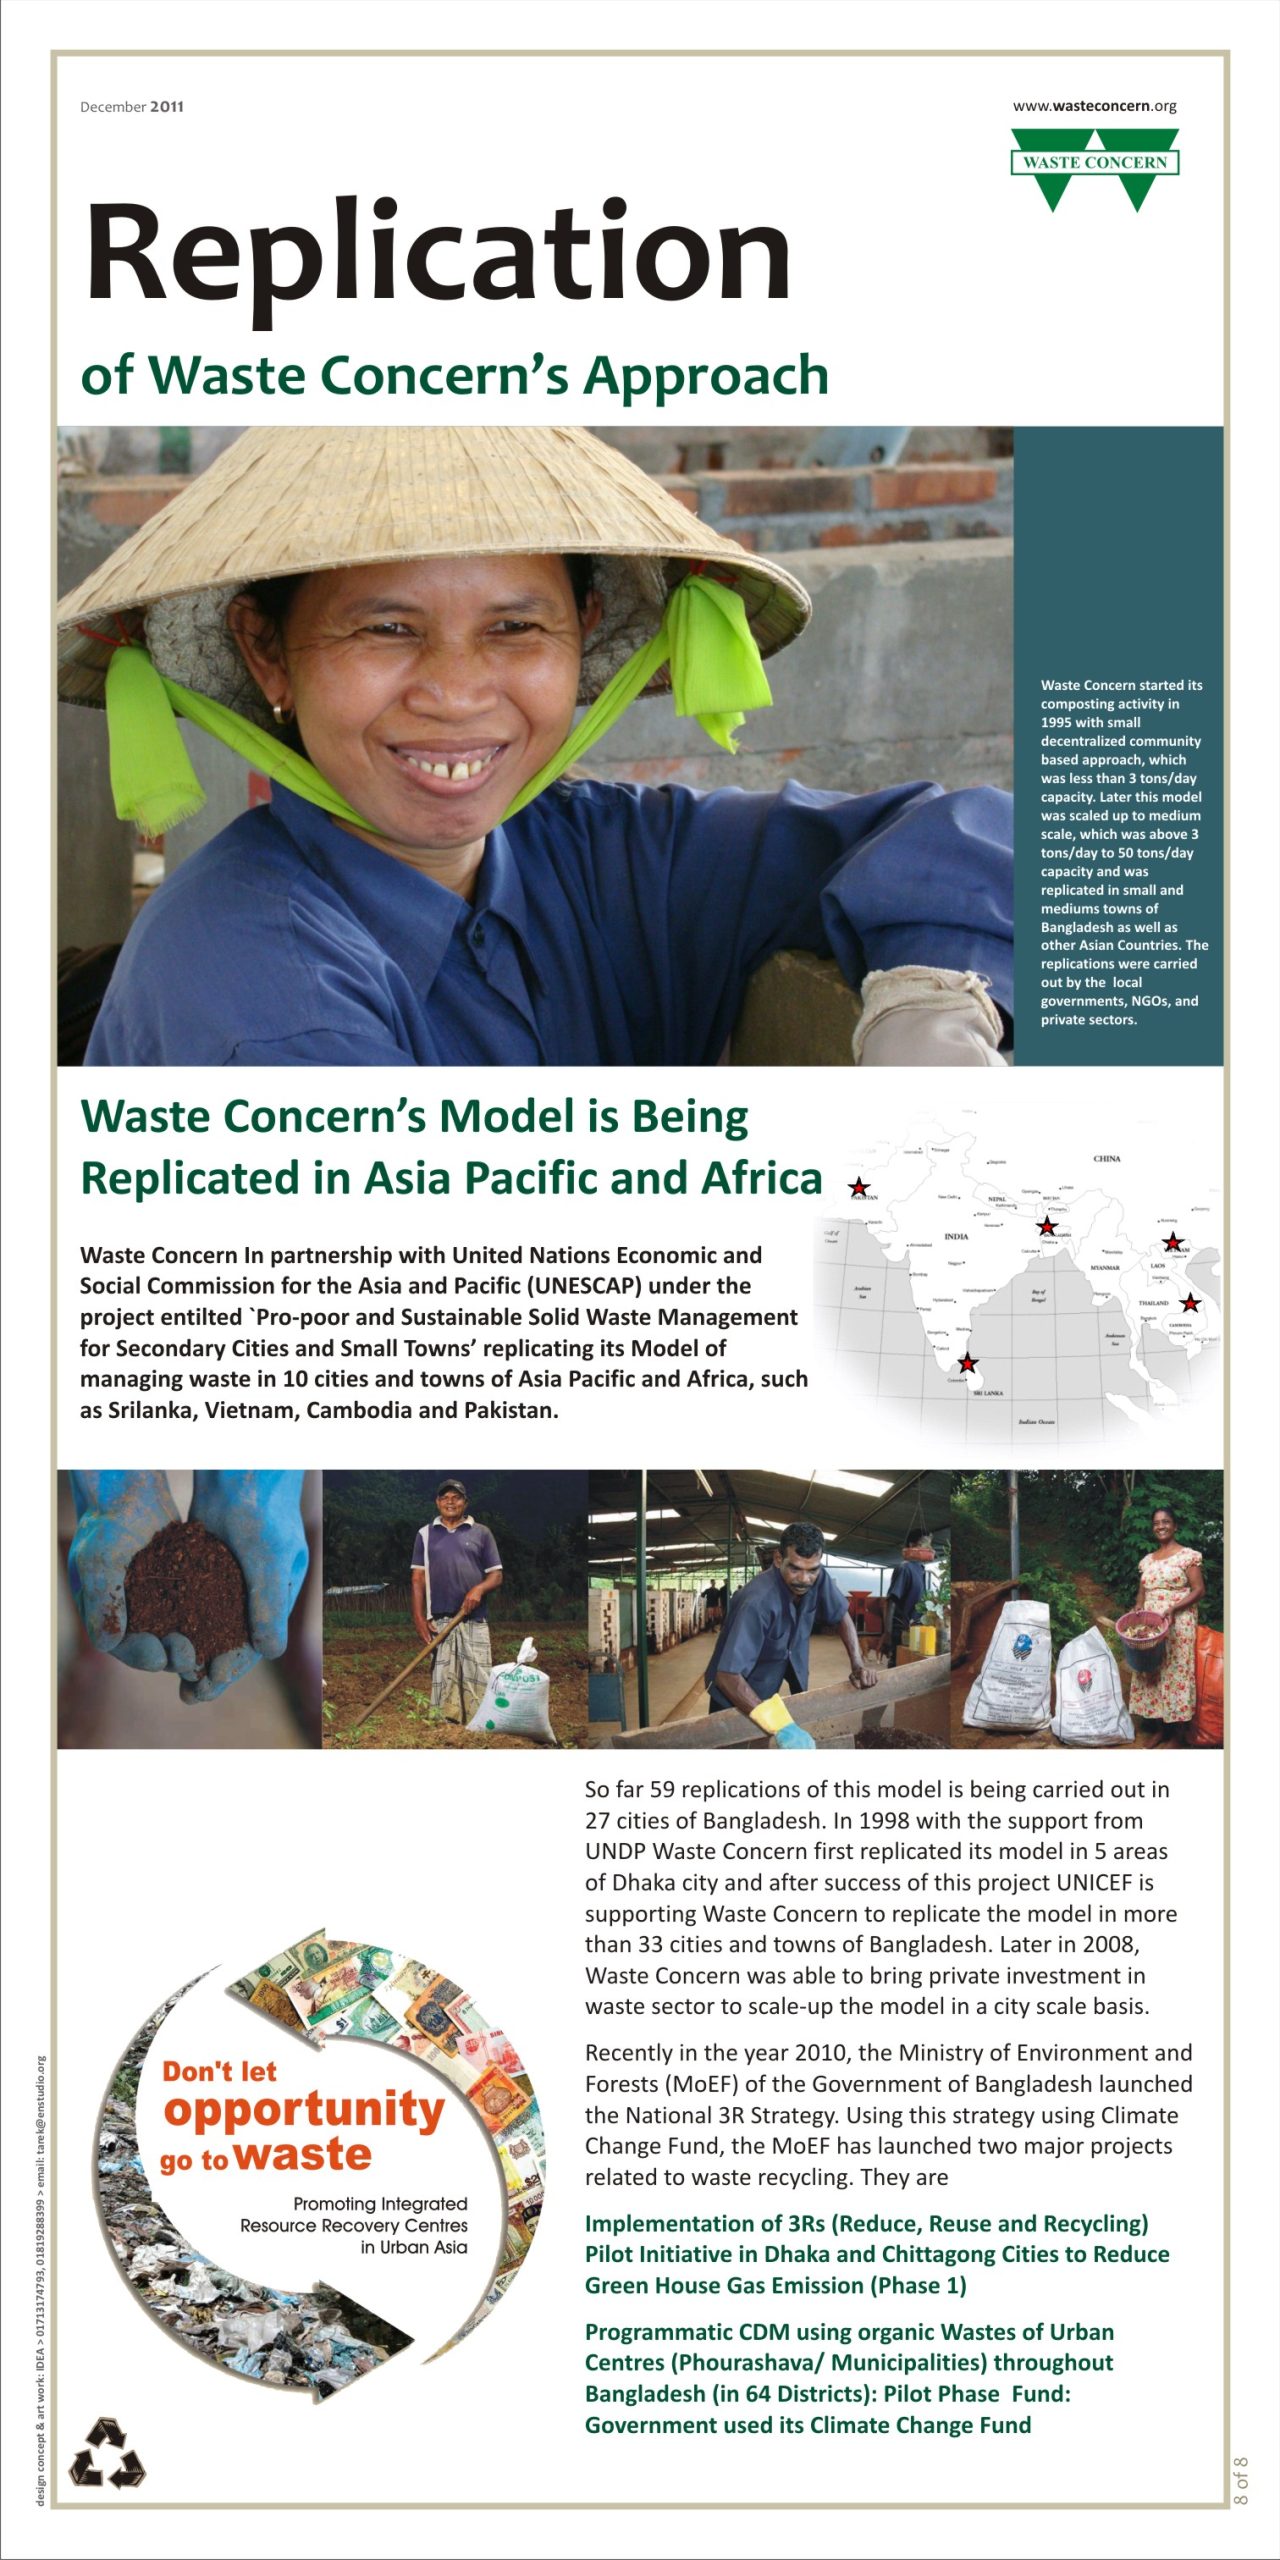 December 2011
www.wasteconcern.org
WASTE CONCERN
Replication
of Waste Concern's Approach
Waste Concern started its
composting activity in
1995 with small
decentralized community
based approach, which
was less than 3 tons/day
capacity. Later this model
was scaled up to medium
scale, which was above 3
tons/day to 50 tons/day
capacity and was
replicated in small and
mediums towns of
Bangladesh as well as
other Asian Countries. The
replications were carried
out by the local
governments, NGOs, and
private sectors.
Waste Concern's Model is Being
Replicated in Asia Pacific and Africa
Waste Concern In partnership with United Nations Economic and
Social Commission for the Asia and Pacific (UNESCAP) under the
project entilted `Pro-poor and Sustainable Solid Waste Management
for Secondary Cities and Small Towns' replicating its Model of
managing waste in 10 cities and towns of Asia Pacific and Africa, such
as Srilanka, Vietnam, Cambodia and Pakistan.
CHINA
NEPAL
INDIA
MYANMAR
LAOS
THAILAND
CAMBODIA
SRI LANKA
Arabian
Sea
Bay of
Bengal
Andaman
Sea
Indian Ocean
So far 59 replications of this model is being carried out in
27 cities of Bangladesh. In 1998 with the support from
UNDP Waste Concern first replicated its model in 5 areas
of Dhaka city and after success of this project UNICEF is
supporting Waste Concern to replicate the model in more
than 33 cities and towns of Bangladesh. Later in 2008,
Waste Concern was able to bring private investment in
waste sector to scale-up the model in a city scale basis.
Recently in the year 2010, the Ministry of Environment and
Forests (MoEF) of the Government of Bangladesh launched
the National 3R Strategy. Using this strategy using Climate
Change Fund, the MoEF has launched two major projects
related to waste recycling. They are
Implementation of 3Rs (Reduce, Reuse and Recycling)
Pilot Initiative in Dhaka and Chittagong Cities to Reduce
Green House Gas Emission (Phase 1)
Programmatic CDM using organic Wastes of Urban
Centres (Phourashava/ Municipalities) throughout
Bangladesh (in 64 Districts): Pilot Phase Fund:
Government used its Climate Change Fund
Don't let
opportunity
go to waste
Promoting Integrated
Resource Recovery Centres
in Urban Asia
design concept & art work: IDEA > 01713174793, 01819288399 > email: tarek@enstudio.org
8 of 8